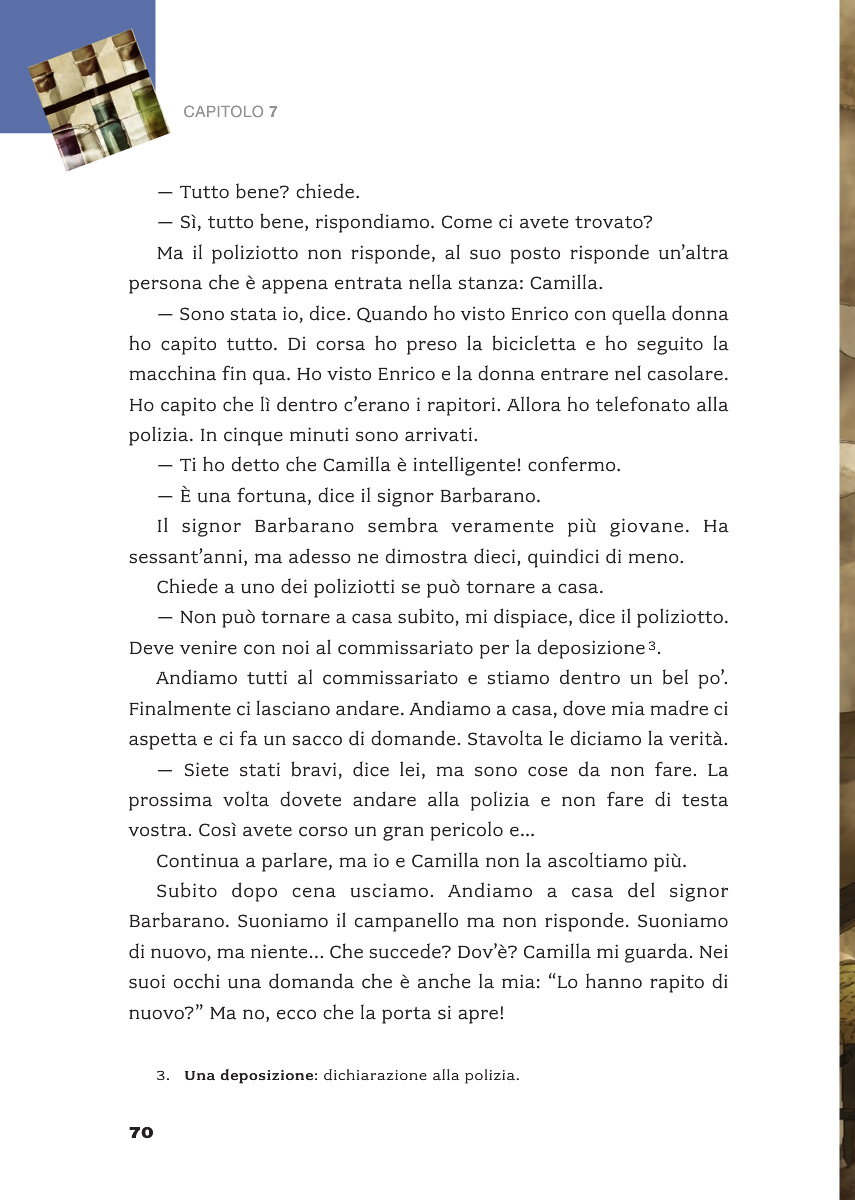 CAPITOLO 7
— Tutto bene? chiede.
— Sì, tutto bene, rispondiamo. Come ci avete trovato?
Ma il poliziotto non risponde, al suo posto risponde un’altra
persona che è appena entrata nella stanza: Camilla.
— Sono stata io, dice. Quando ho visto Enrico con quella donna
ho capito tutto. Di corsa ho preso la bicicletta e ho seguito la
macchina fin qua. Ho visto Enrico e la donna entrare nel casolare.
Ho capito che lì dentro c’erano i rapitori. Allora ho telefonato alla
polizia. In cinque minuti sono arrivati.
— Ti ho detto che Camilla è intelligente! confermo.
— È una fortuna, dice il signor Barbarano.
Il signor Barbarano sembra veramente più giovane. Ha
sessant’anni, ma adesso ne dimostra dieci, quindici di meno.
Chiede a uno dei poliziotti se può tornare a casa.
— Non può tornare a casa subito, mi dispiace, dice il poliziotto.
Deve venire con noi al commissariato per la deposizione 3.
Andiamo tutti al commissariato e stiamo dentro un bel po’.
Finalmente ci lasciano andare. Andiamo a casa, dove mia madre ci
aspetta e ci fa un sacco di domande. Stavolta le diciamo la verità.
— Siete stati bravi, dice lei, ma sono cose da non fare. La
prossima volta dovete andare alla polizia e non fare di testa
vostra. Così avete corso un gran pericolo e...
Continua a parlare, ma io e Camilla non la ascoltiamo più.
Subito dopo cena usciamo. Andiamo a casa del signor
Barbarano. Suoniamo il campanello ma non risponde. Suoniamo
di nuovo, ma niente... Che succede? Dov’è? Camilla mi guarda. Nei
suoi occhi una domanda che è anche la mia: “Lo hanno rapito di
nuovo?” Ma no, ecco che la porta si apre!
3. Una deposizione: dichiarazione alla polizia.
70